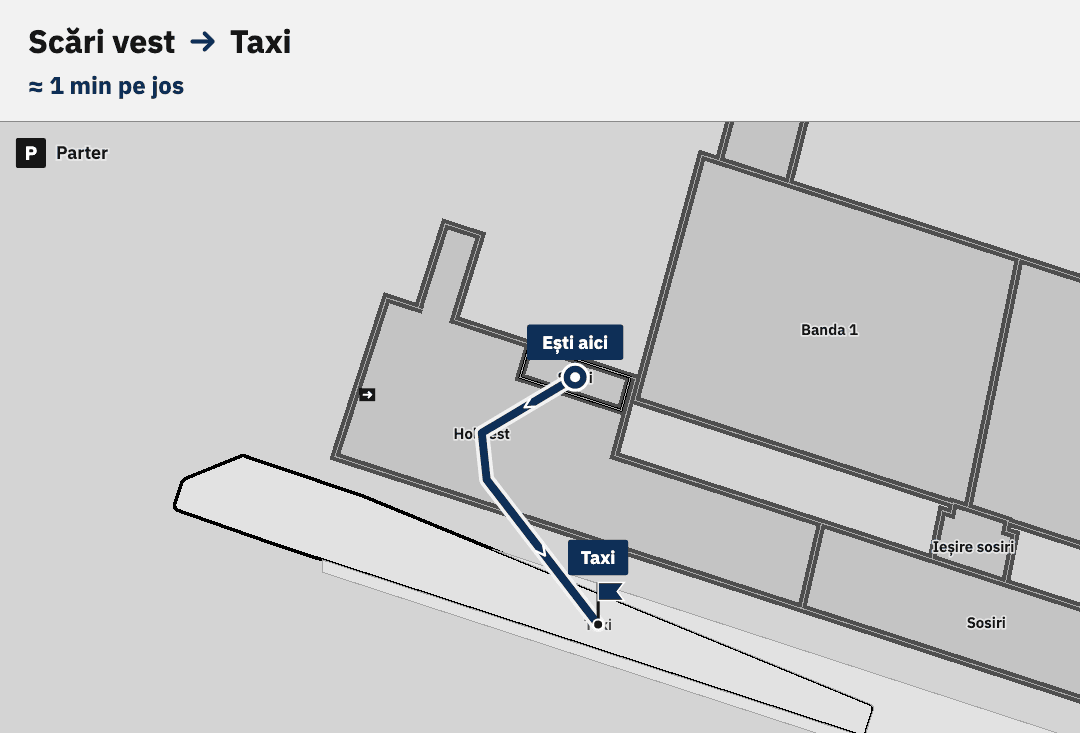 Scări vest → Taxi
≈ 1 min pe jos
P Parter
Banda 1
Ești aici
Ieșire sosiri
Taxi
Sosiri